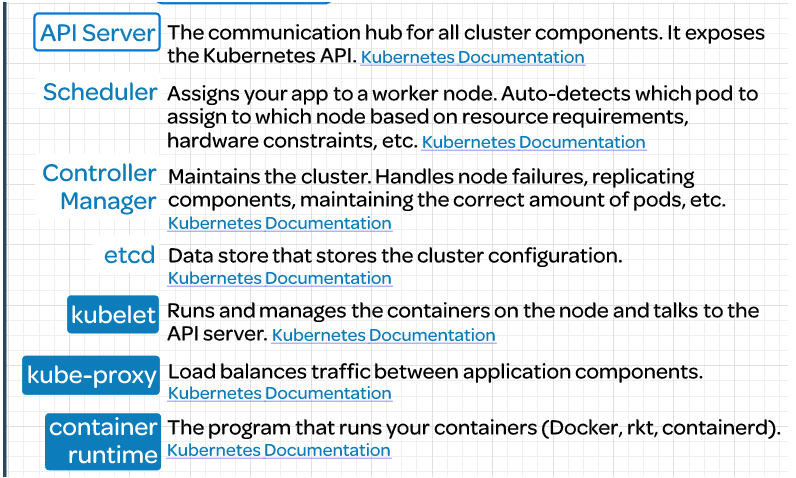 API Server The communication hub for all cluster components. It exposes
the Kubernetes API. Kubernetes Documentation
Scheduler Assigns your app to a worker node. Auto-detects which pod to
assign to which node based on resource requirements,
hardware constraints, etc. Kubernetes Documentation
Controller Maintains the cluster. Handles node failures, replicating
Manager components, maintaining the correct amount of pods, etc.
Kubernetes Documentation
etcd Data store that stores the cluster configuration.
Kubernetes Documentation
kubelet Runs and manages the containers on the node and talks to the
API server. Kubernetes Documentation
kube-proxy Load balances traffic between application components.
Kubernetes Documentation
container The program that runs your containers (Docker, rkt, containerd).
runtime Kubernetes Documentation